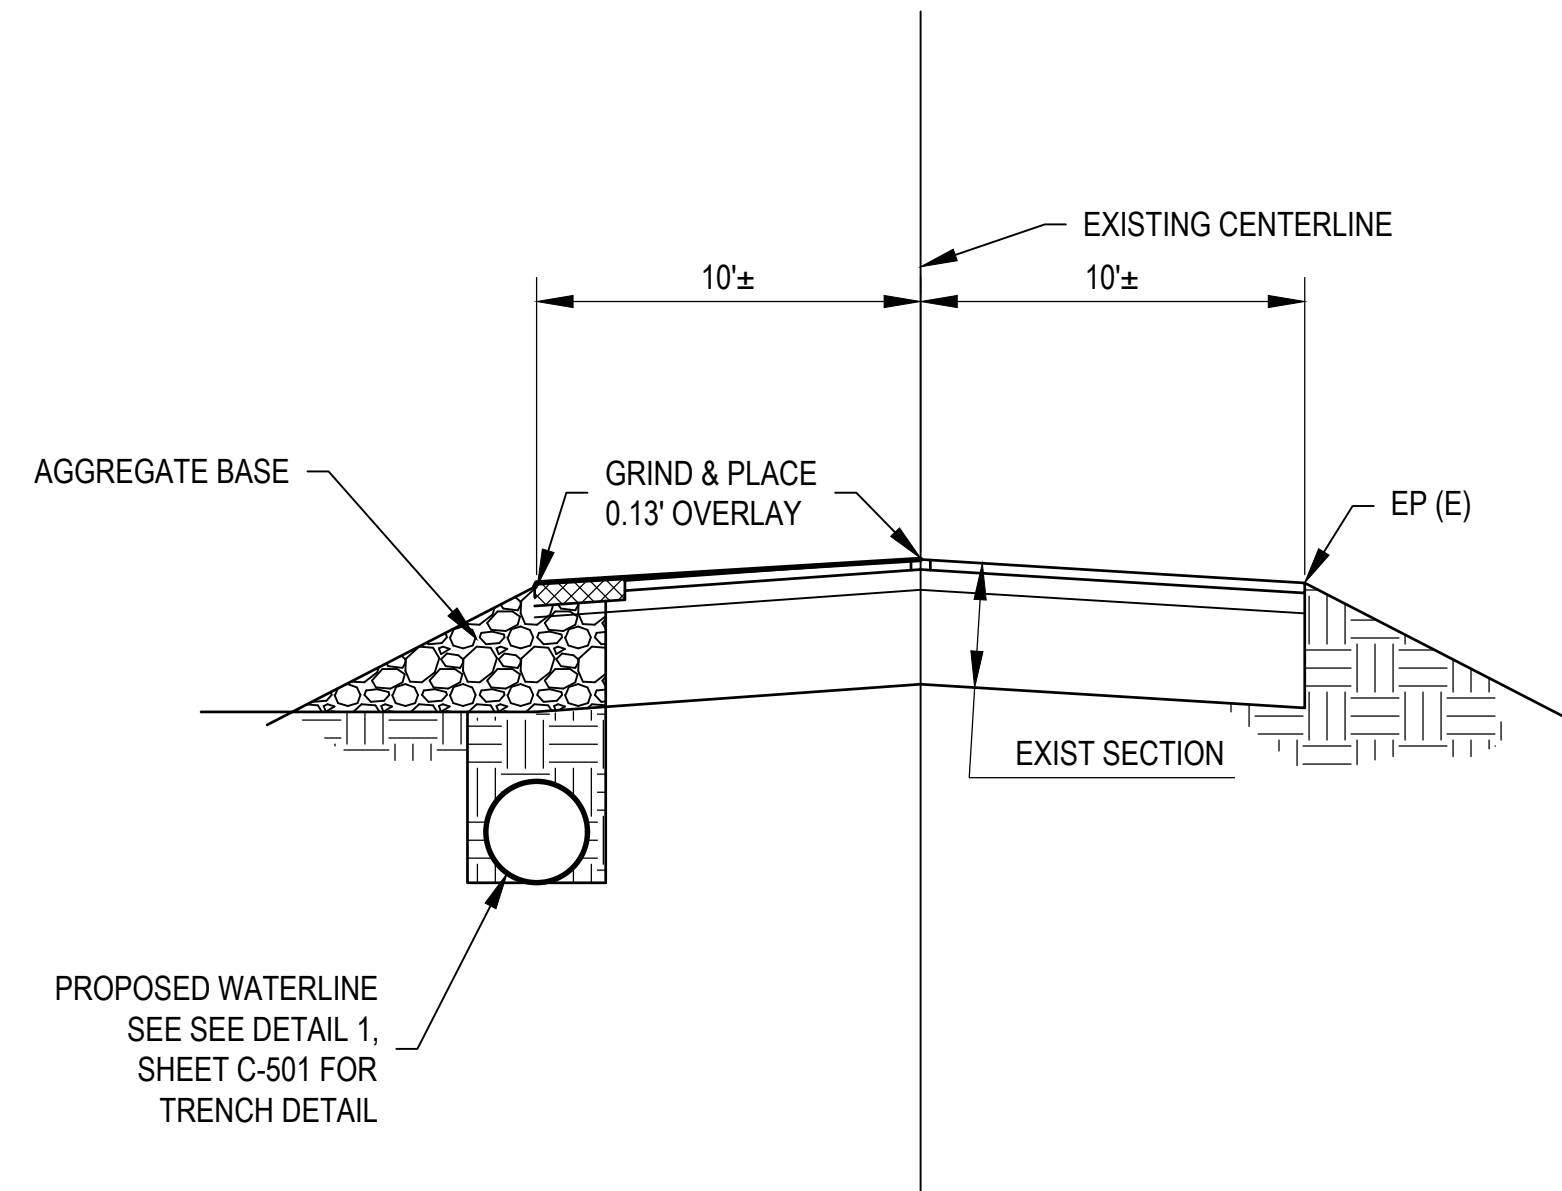 EXISTING CENTERLINE
10'±
10'±
AGGREGATE BASE
GRIND & PLACE
0.13' OVERLAY
EP (E)
EXIST SECTION
PROPOSED WATERLINE
SEE SEE DETAIL 1,
SHEET C-501 FOR
TRENCH DETAIL